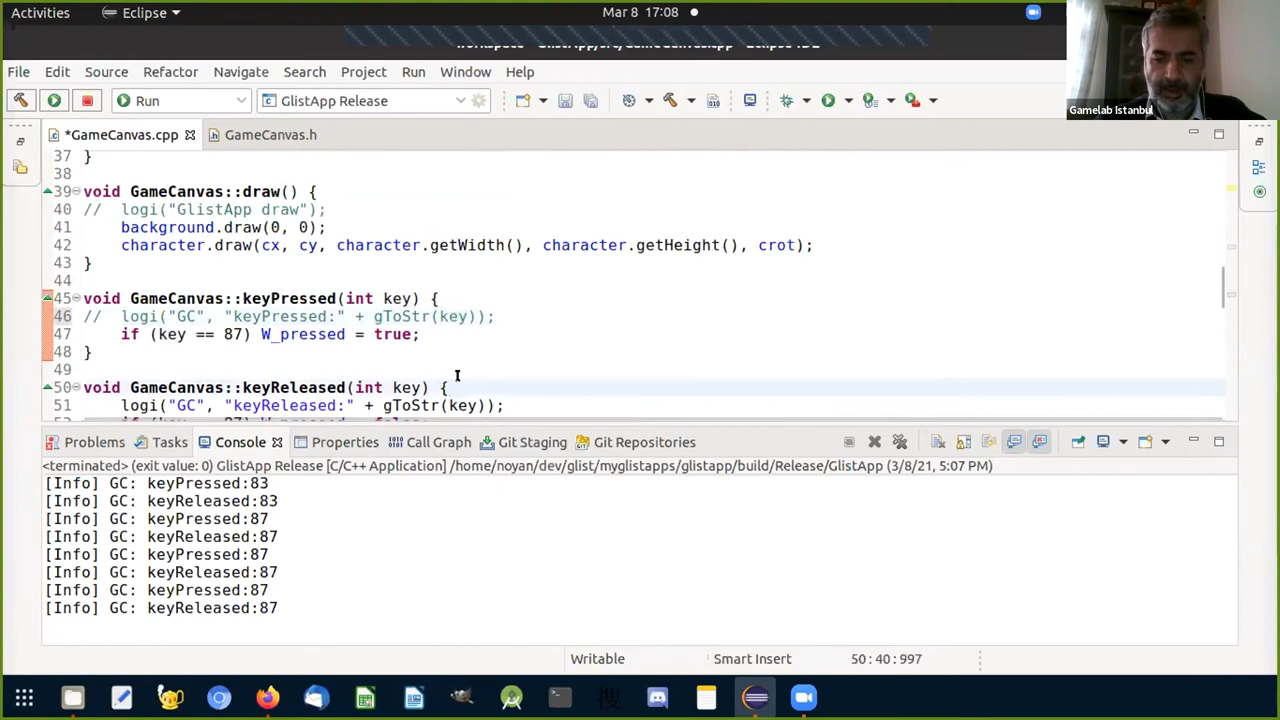 Activities Eclipse Mar 8 17:08
Gamelab Istanbul
File Edit Source Refactor Navigate Search Project Run Window Help
Run GlistApp Release
*GameCanvas.cpp GameCanvas.h
37 }
38
39 void GameCanvas::draw() {
40 // logi("GlistApp draw");
41 background.draw(0, 0);
42 character.draw(cx, cy, character.getWidth(), character.getHeight(), crot);
43 }
44
45 void GameCanvas::keyPressed(int key) {
46 // logi("GC", "keyPressed:" + gToStr(key));
47 if (key == 87) W_pressed = true;
48 }
49
50 void GameCanvas::keyReleased(int key) {
51 logi("GC", "keyReleased:" + gToStr(key));
Problems Tasks Console Properties Call Graph Git Staging Git Repositories
<terminated> (exit value: 0) GlistApp Release [C/C++ Application] /home/noyan/dev/glist/myglistapps/glistapp/build/Release/GlistApp (3/8/21, 5:07 PM)
[Info] GC: keyPressed:83
[Info] GC: keyReleased:83
[Info] GC: keyPressed:87
[Info] GC: keyReleased:87
[Info] GC: keyPressed:87
[Info] GC: keyReleased:87
[Info] GC: keyPressed:87
[Info] GC: keyReleased:87
Writable Smart Insert 50:40:997